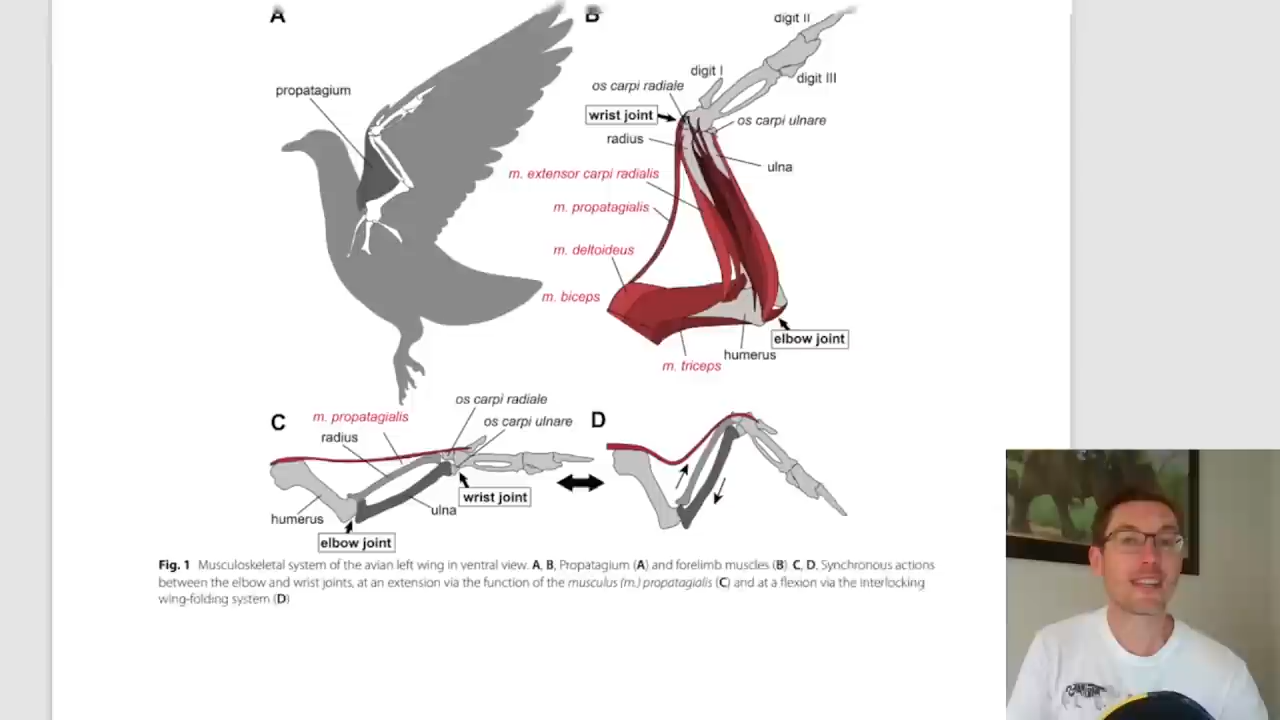 A
B
propatagium
digit II
digit I
digit III
os carpi radiale
wrist joint
os carpi ulnare
radius
ulna
m. extensor carpi radialis
m. propatagialis
m. deltoideus
m. biceps
elbow joint
humerus
m. triceps
C
m. propatagialis
os carpi radiale
radius
os carpi ulnare
wrist joint
humerus
ulna
elbow joint
D
Fig. 1 Musculoskeletal system of the avian left wing in ventral view. A, B, Propatagium (A) and forelimb muscles (B) C, D, Synchronous actions
between the elbow and wrist joints, at an extension via the function of the musculus (m.) propatagialis (C) and at a flexion via the interlocking
wing-folding system (D)